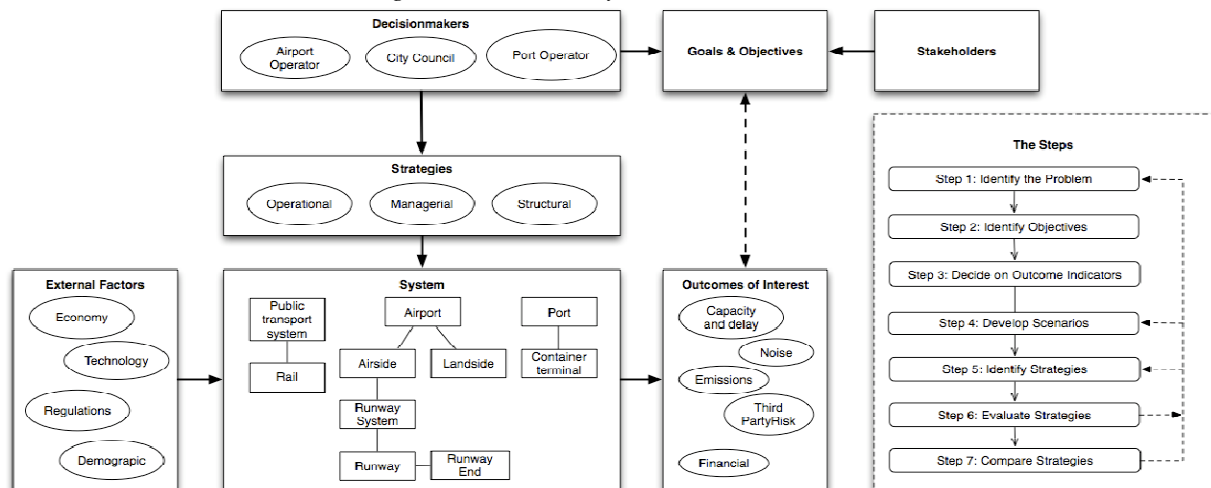 Decisionmakers
Airport
Operator
City Council
Port Operator
Goals & Objectives
Stakeholders
Strategies
Operational
Managerial
Structural
External Factors
Economy
Technology
Regulations
Demograpic
System
Public
transport
system
Rail
Airport
Airside
Landside
Runway
System
Runway
Runway
End
Port
Container
terminal
Outcomes of Interest
Capacity
and delay
Noise
Emissions
Third
PartyRisk
Financial
The Steps
Step 1: Identify the Problem
Step 2: Identify Objectives
Step 3: Decide on Outcome Indicators
Step 4: Develop Scenarios
Step 5: Identify Strategies
Step 6: Evaluate Strategies
Step 7: Compare Strategies